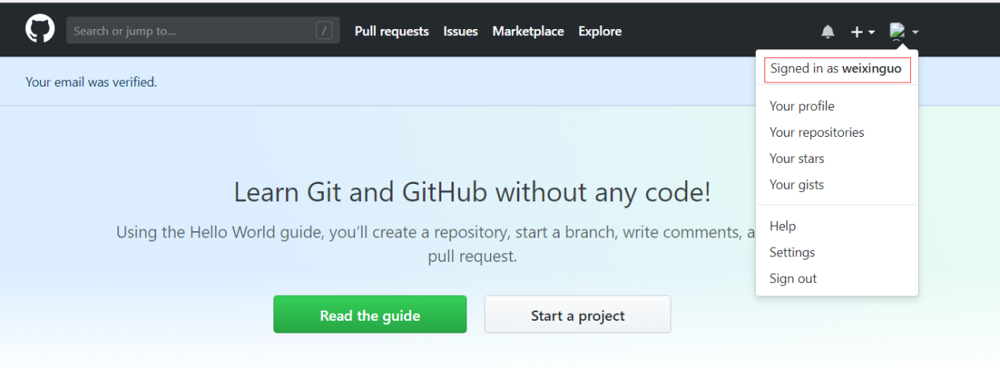 Search or jump to... / Pull requests Issues Marketplace Explore
Signed in as weixinguo
Your email was verified.
Your profile
Your repositories
Your stars
Your gists
Help
Settings
Sign out
Learn Git and GitHub without any code!
Using the Hello World guide, you’ll create a repository, start a branch, write comments, a
pull request.
Read the guide Start a project